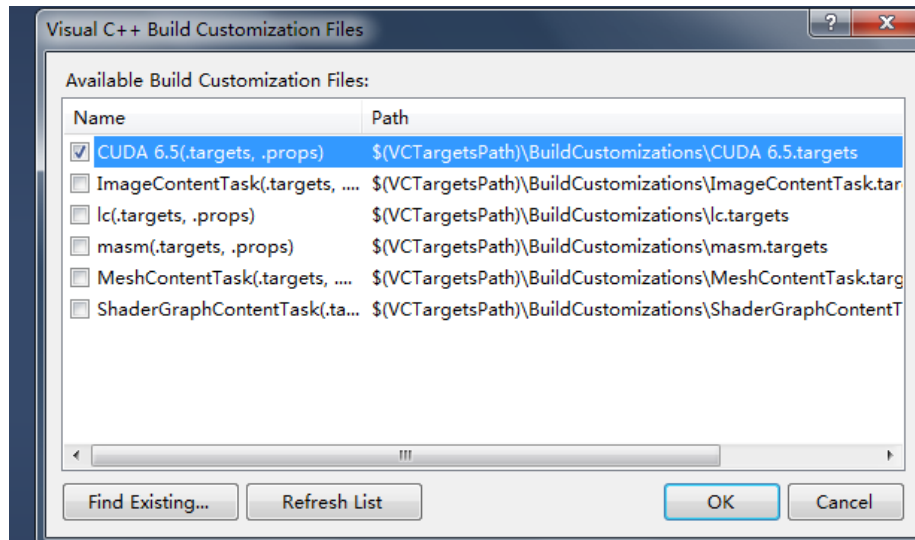 Visual C++ Build Customization Files
Available Build Customization Files:
Name Path
CUDA 6.5(.targets, .props) $(VCTargetsPath)\BuildCustomizations\CUDA 6.5.targets
ImageContentTask(.targets, .... $(VCTargetsPath)\BuildCustomizations\ImageContentTask.tar
lc(.targets, .props) $(VCTargetsPath)\BuildCustomizations\lc.targets
masm(.targets, .props) $(VCTargetsPath)\BuildCustomizations\masm.targets
MeshContentTask(.targets, .... $(VCTargetsPath)\BuildCustomizations\MeshContentTask.targ
ShaderGraphContentTask(.ta... $(VCTargetsPath)\BuildCustomizations\ShaderGraphContentT
Find Existing... Refresh List OK Cancel